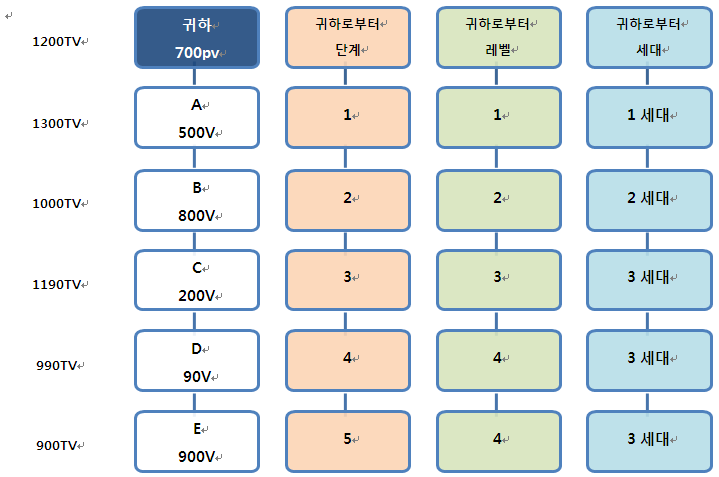 1200TV
귀하
700pv
귀하로부터
단계
귀하로부터
레벨
귀하로부터
세대
1300TV
A
500V
1
1
1 세대
1000TV
B
800V
2
2
2 세대
1190TV
C
200V
3
3
3 세대
990TV
D
90V
4
4
3 세대
900TV
E
900V
5
4
3 세대